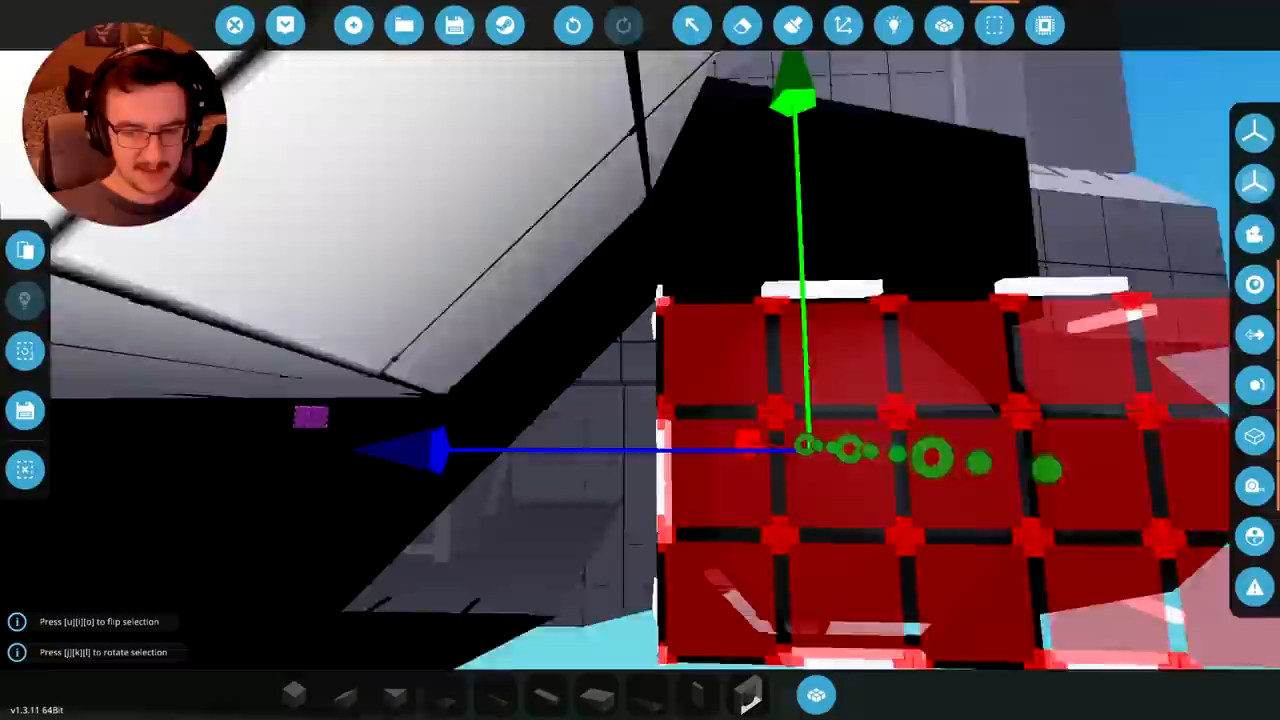 Press [u][i][o] to flip selection
Press [j][k][l] to rotate selection
v1.3.11 64Bit